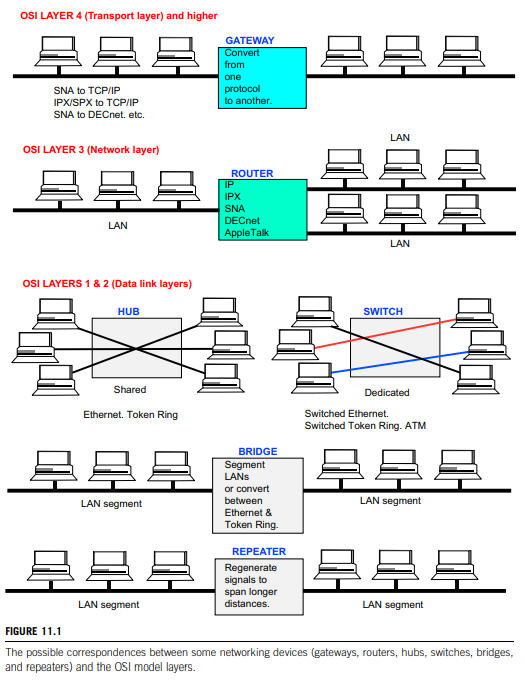 OSI LAYER 4 (Transport layer) and higher
GATEWAY
Convert
from
one
protocol
to another.
SNA to TCP/IP
IPX/SPX to TCP/IP
SNA to DECnet. etc.
LAN
OSI LAYER 3 (Network layer)
ROUTER
IP
IPX
SNA
DECnet
AppleTalk
LAN
LAN
OSI LAYERS 1 & 2 (Data link layers)
HUB
Shared
Ethernet. Token Ring
SWITCH
Dedicated
Switched Ethernet.
Switched Token Ring. ATM
BRIDGE
Segment
LANs
or convert
between
Ethernet &
Token Ring.
LAN segment
LAN segment
REPEATER
Regenerate
signals to
span longer
distances.
LAN segment
LAN segment
FIGURE 11.1
The possible correspondences between some networking devices (gateways, routers, hubs, switches, bridges,
and repeaters) and the OSI model layers.